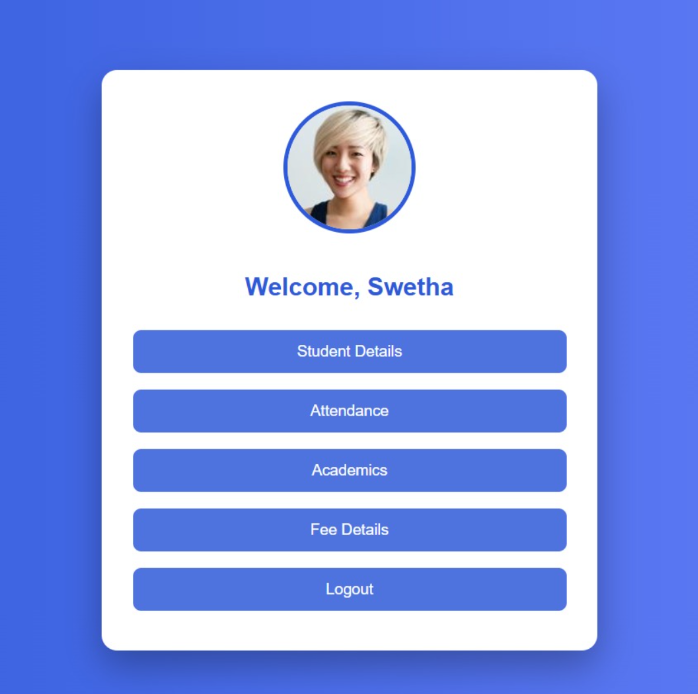 Welcome, Swetha
Student Details
Attendance
Academics
Fee Details
Logout